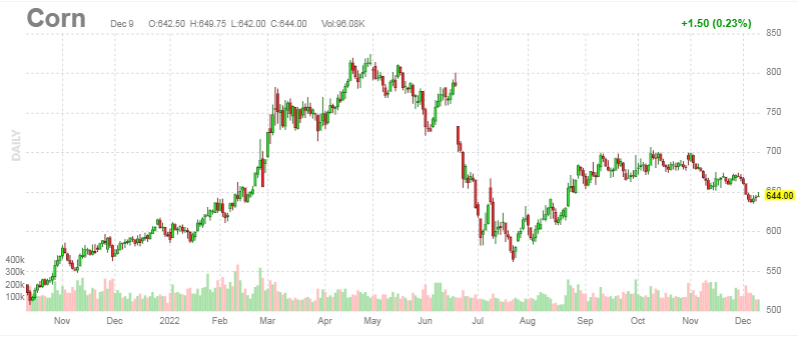 Corn Dec 9 O:642.50 H:649.75 L:642.00 C:644.00 Vol:96.08K +1.50 (0.23%)
850
800
750
DAILY
700
650
644.00
600
400k
550
300k
200k
100k
500
Nov Dec 2022 Feb Mar Apr May Jun Jul Aug Sep Oct Nov Dec